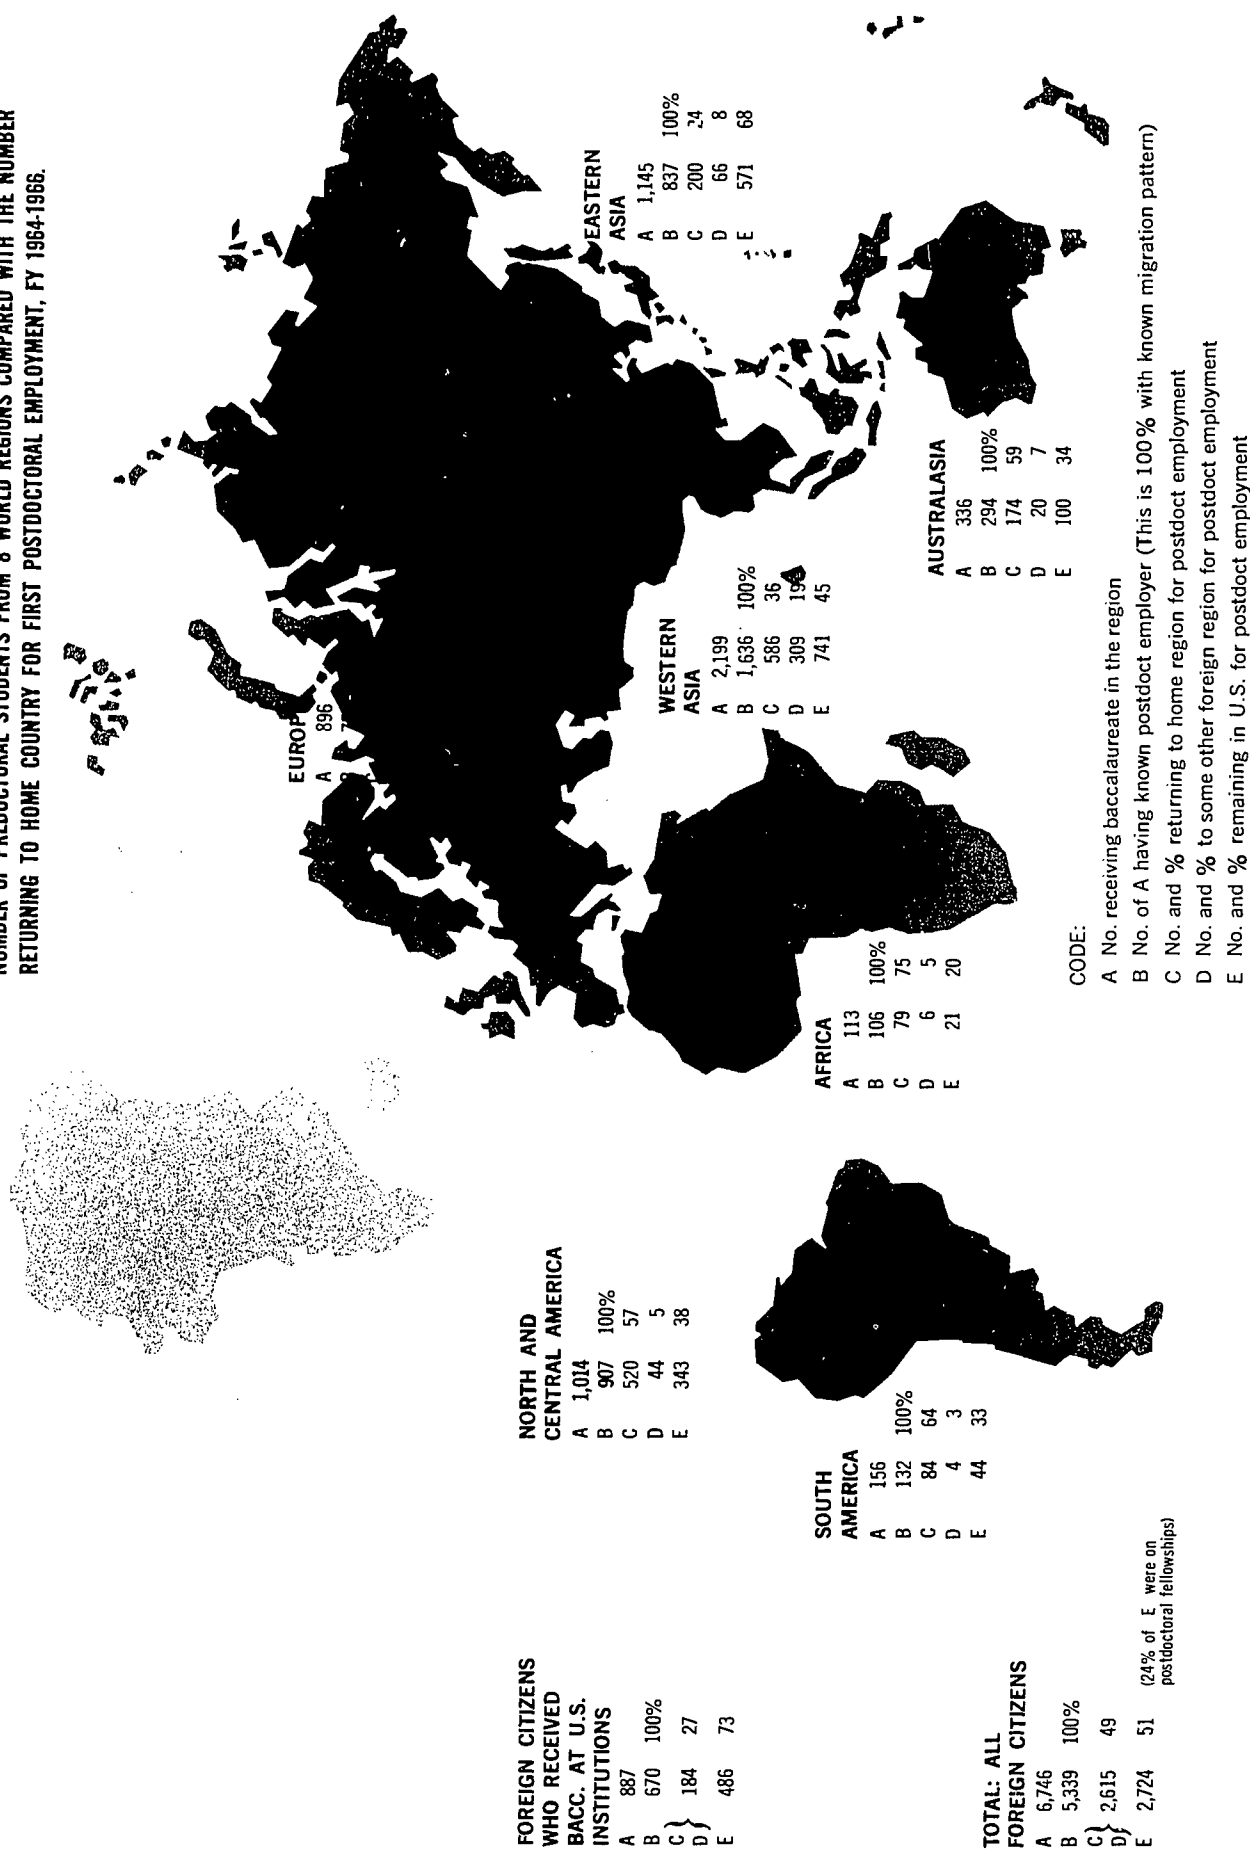 NUMBER OF PREDOCTORAL STUDENTS FROM 8 WORLD REGIONS COMPARED WITH THE NUMBER
RETURNING TO HOME COUNTRY FOR FIRST POSTDOCTORAL EMPLOYMENT, FY 1964-1966.
EUROP
A 896
EASTERN
ASIA
A 1,145
B 837 100%
C 200 24
D 66 8
E 571 68
WESTERN
ASIA
A 2,199
B 1,636 100%
C 586 36
D 309 19
E 741 45
AUSTRALASIA
A 336
B 294 100%
C 174 59
D 20 7
E 100 34
AFRICA
A 113
B 106 100%
C 79 75
D 6 5
E 21 20
NORTH AND
CENTRAL AMERICA
A 1,014
B 907 100%
C 520 57
D 44 5
E 343 38
SOUTH
AMERICA
A 156
B 132 100%
C 84 64
D 4 3
E 44 33
FOREIGN CITIZENS
WHO RECEIVED
BACC. AT U.S.
INSTITUTIONS
A 887
B 670 100%
C
D } 184 27
E 486 73
TOTAL: ALL
FOREIGN CITIZENS
A 6,746
B 5,339 100%
C
D } 2,615 49
E 2,724 51 (24% of E were on
postdoctoral fellowships)
CODE:
A No. receiving baccalaureate in the region
B No. of A having known postdoct employer (This is 100% with known migration pattern)
C No. and % returning to home region for postdoct employment
D No. and % to some other foreign region for postdoct employment
E No. and % remaining in U.S. for postdoct employment